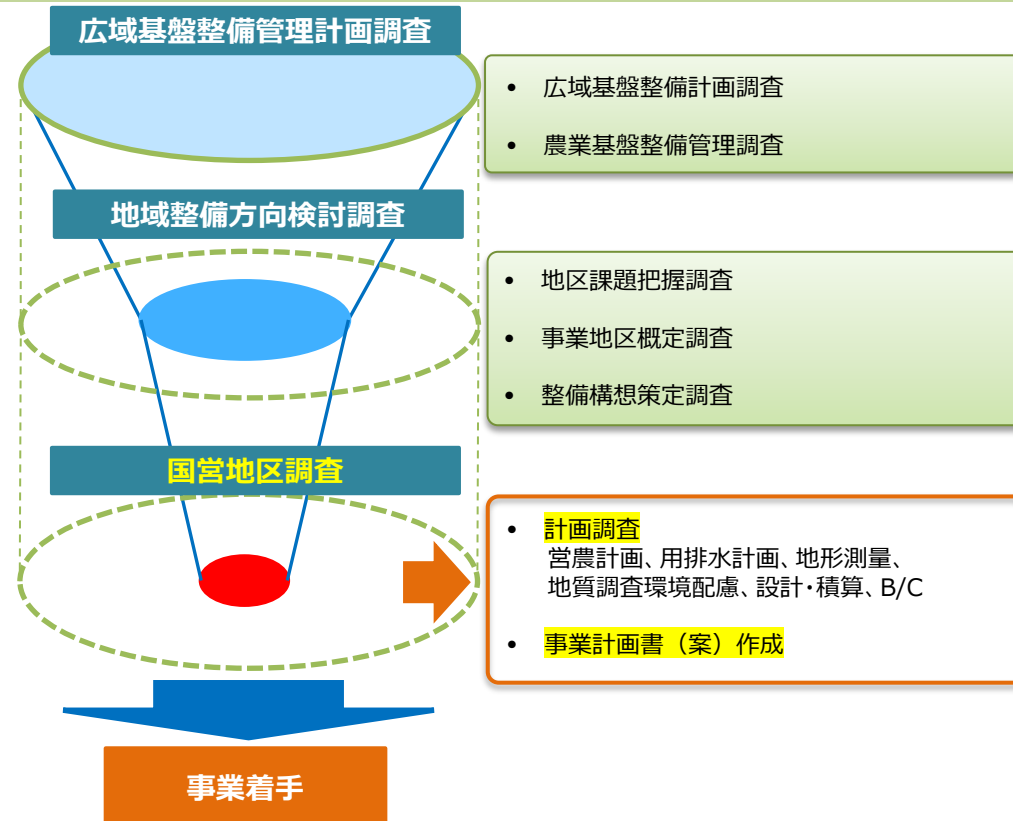 広域基盤整備管理計画調査
• 広域基盤整備計画調査
• 農業基盤整備管理調査
地域整備方向検討調査
• 地区課題把握調査
• 事業地区概定調査
• 整備構想策定調査
国営地区調査
• 計画調査
営農計画、用排水計画、地形測量、
地質調査環境配慮、設計・積算、B/C
• 事業計画書（案）作成
事業着手